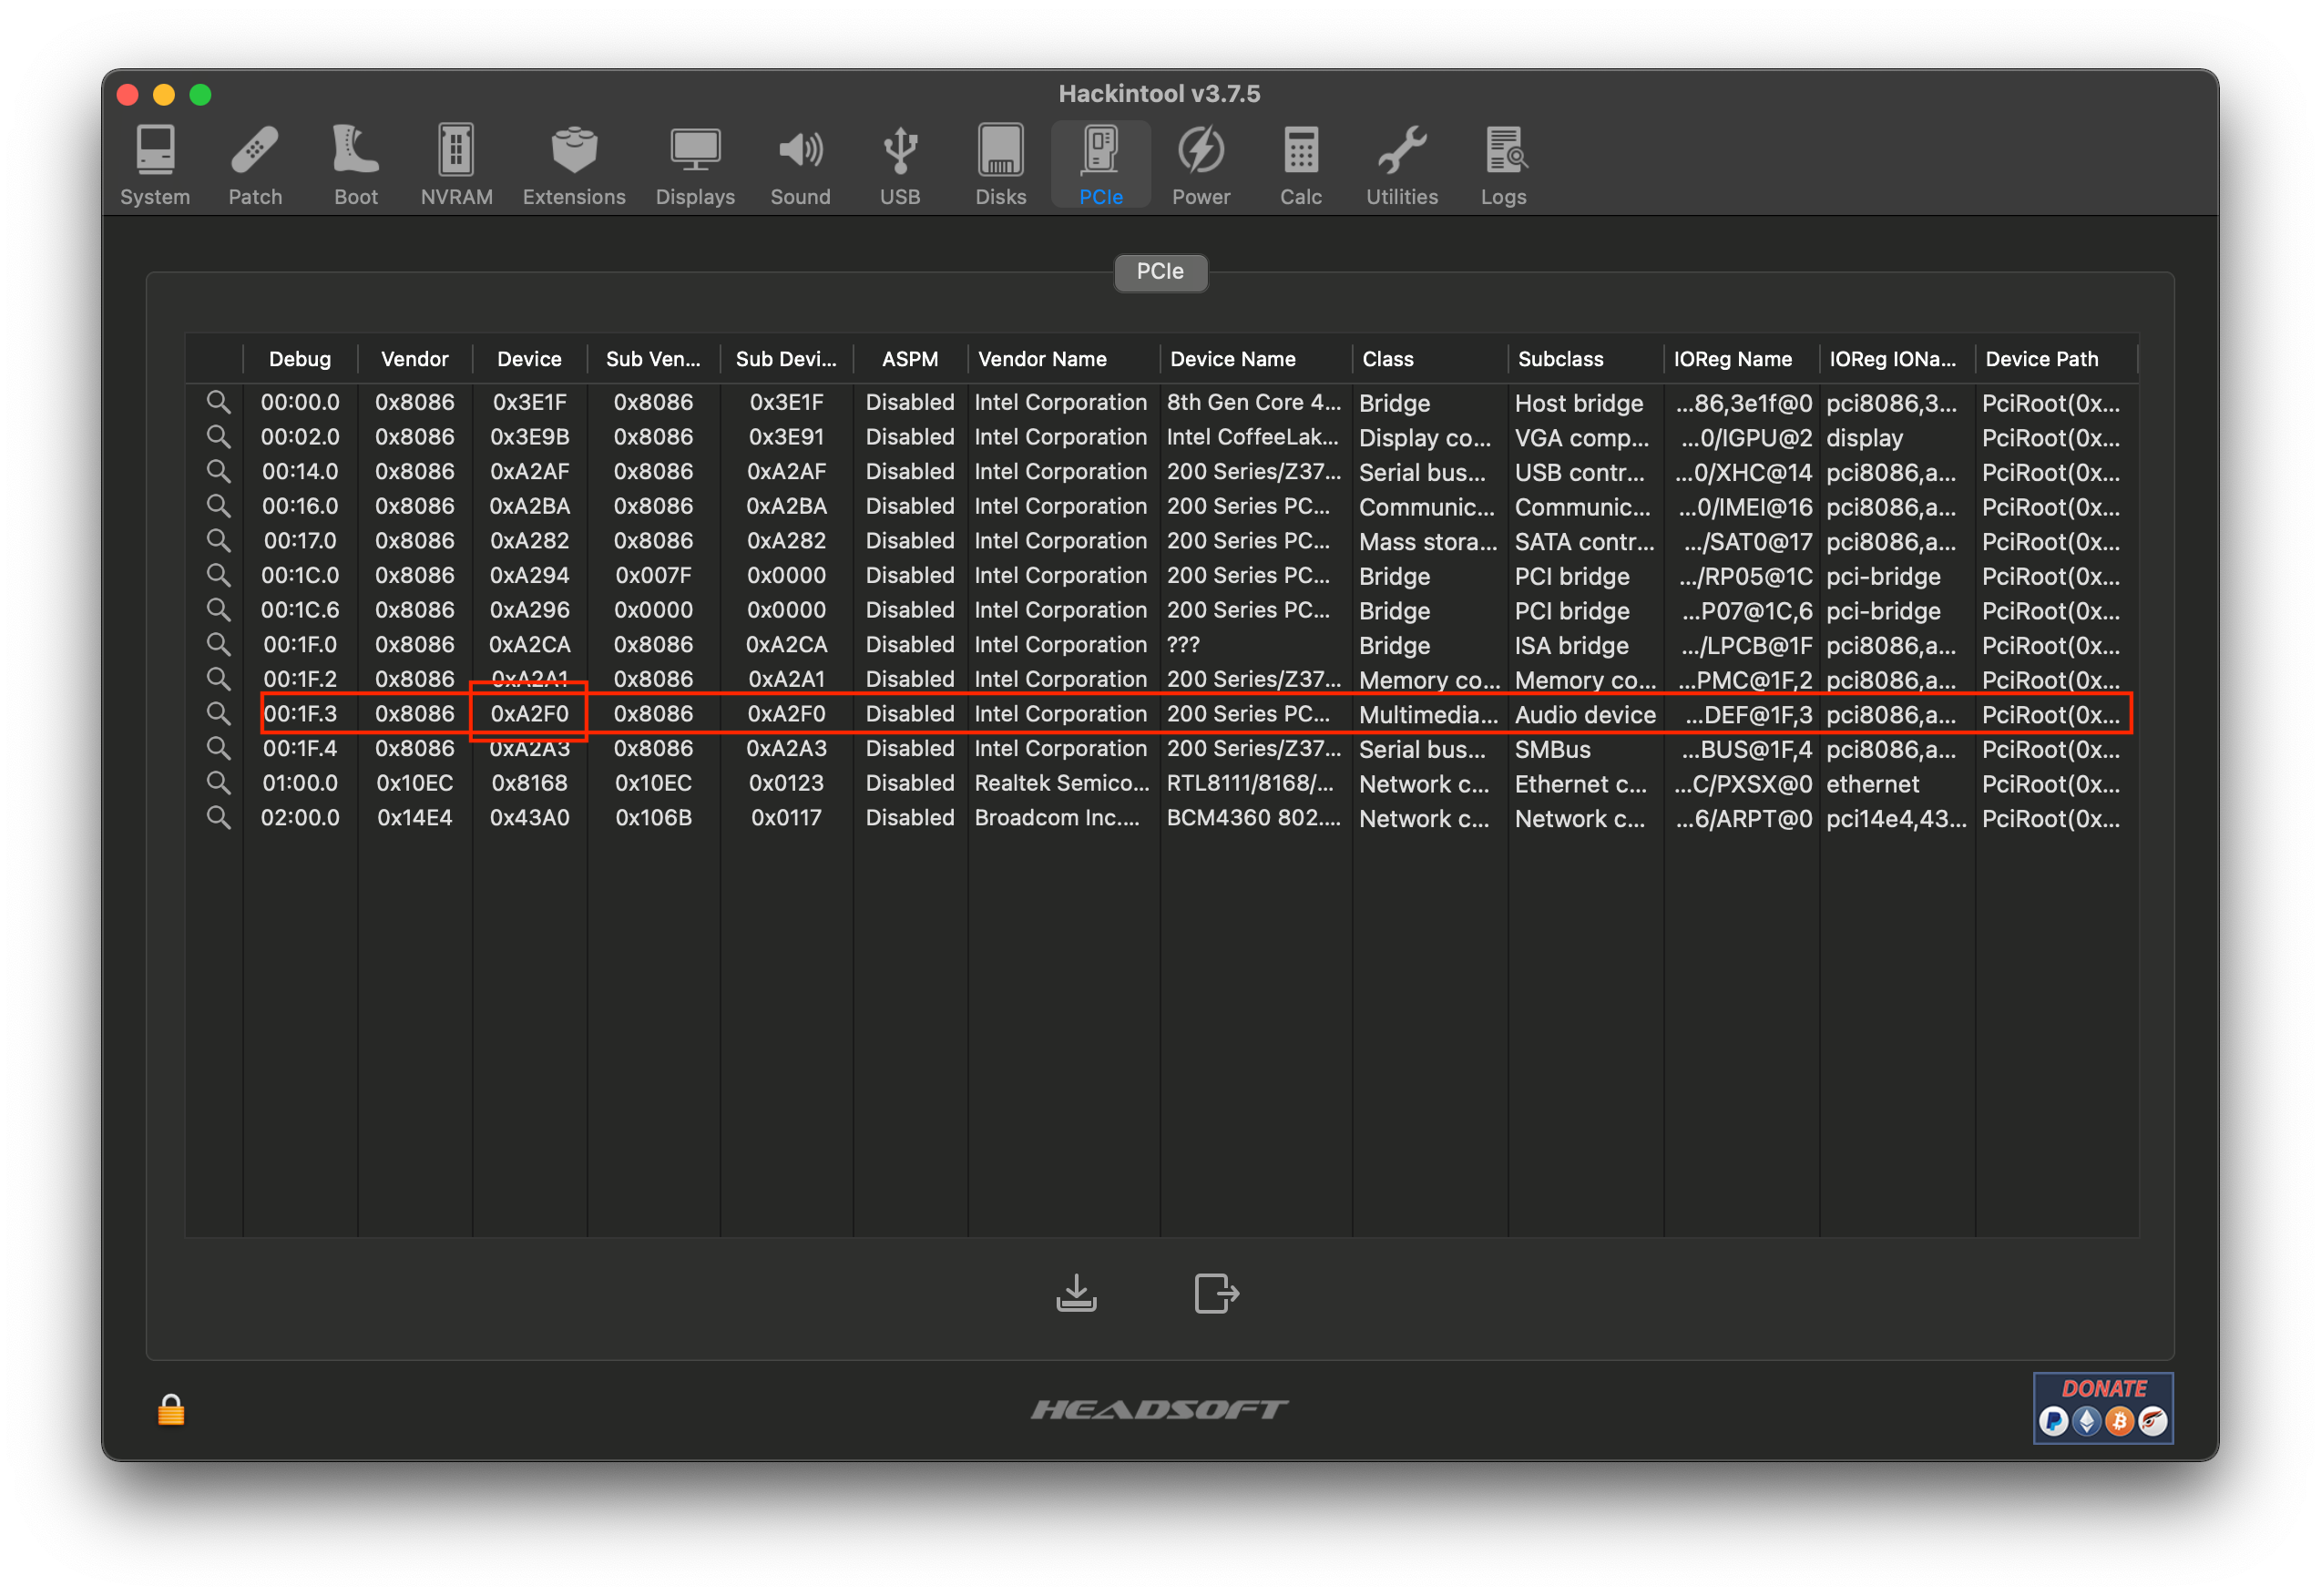 Hackintool v3.7.5
System Patch Boot NVRAM Extensions Displays Sound USB Disks PCIe Power Calc Utilities Logs
PCIe
Debug Vendor Device Sub Ven... Sub Devi... ASPM Vendor Name Device Name Class Subclass IOReg Name IOReg IONa... Device Path
00:00.0 0x8086 0x3E1F 0x8086 0x3E1F Disabled Intel Corporation 8th Gen Core 4... Bridge Host bridge ...86,3e1f@0 pci8086,3... PciRoot(0x...
00:02.0 0x8086 0x3E9B 0x8086 0x3E91 Disabled Intel Corporation Intel CoffeeLak... Display co... VGA comp... ...0/IGPU@2 display PciRoot(0x...
00:14.0 0x8086 0xA2AF 0x8086 0xA2AF Disabled Intel Corporation 200 Series/Z37... Serial bus... USB contr... ...0/XHC@14 pci8086,a... PciRoot(0x...
00:16.0 0x8086 0xA2BA 0x8086 0xA2BA Disabled Intel Corporation 200 Series PC... Communic... Communic... ...0/IMEI@16 pci8086,a... PciRoot(0x...
00:17.0 0x8086 0xA282 0x8086 0xA282 Disabled Intel Corporation 200 Series PC... Mass stora... SATA contr... .../SAT0@17 pci8086,a... PciRoot(0x...
00:1C.0 0x8086 0xA294 0x007F 0x0000 Disabled Intel Corporation 200 Series PC... Bridge PCI bridge .../RP05@1C pci-bridge PciRoot(0x...
00:1C.6 0x8086 0xA296 0x0000 0x0000 Disabled Intel Corporation 200 Series PC... Bridge PCI bridge ...P07@1C,6 pci-bridge PciRoot(0x...
00:1F.0 0x8086 0xA2CA 0x8086 0xA2CA Disabled Intel Corporation ??? Bridge ISA bridge .../LPCB@1F pci8086,a... PciRoot(0x...
00:1F.2 0x8086 0xA2A1 0x8086 0xA2A1 Disabled Intel Corporation 200 Series/Z37... Memory co... Memory co... ...PMC@1F,2 pci8086,a... PciRoot(0x...
00:1F.3 0x8086 0xA2F0 0x8086 0xA2F0 Disabled Intel Corporation 200 Series PC... Multimedia... Audio device ...DEF@1F,3 pci8086,a... PciRoot(0x...
00:1F.4 0x8086 0xA2A3 0x8086 0xA2A3 Disabled Intel Corporation 200 Series/Z37... Serial bus... SMBus ...BUS@1F,4 pci8086,a... PciRoot(0x...
01:00.0 0x10EC 0x8168 0x10EC 0x0123 Disabled Realtek Semico... RTL8111/8168/... Network c... Ethernet c... ...C/PXSX@0 ethernet PciRoot(0x...
02:00.0 0x14E4 0x43A0 0x106B 0x0117 Disabled Broadcom Inc.... BCM4360 802.... Network c... Network c... ...6/ARPT@0 pci14e4,43... PciRoot(0x...
HEADSOFT
DONATE